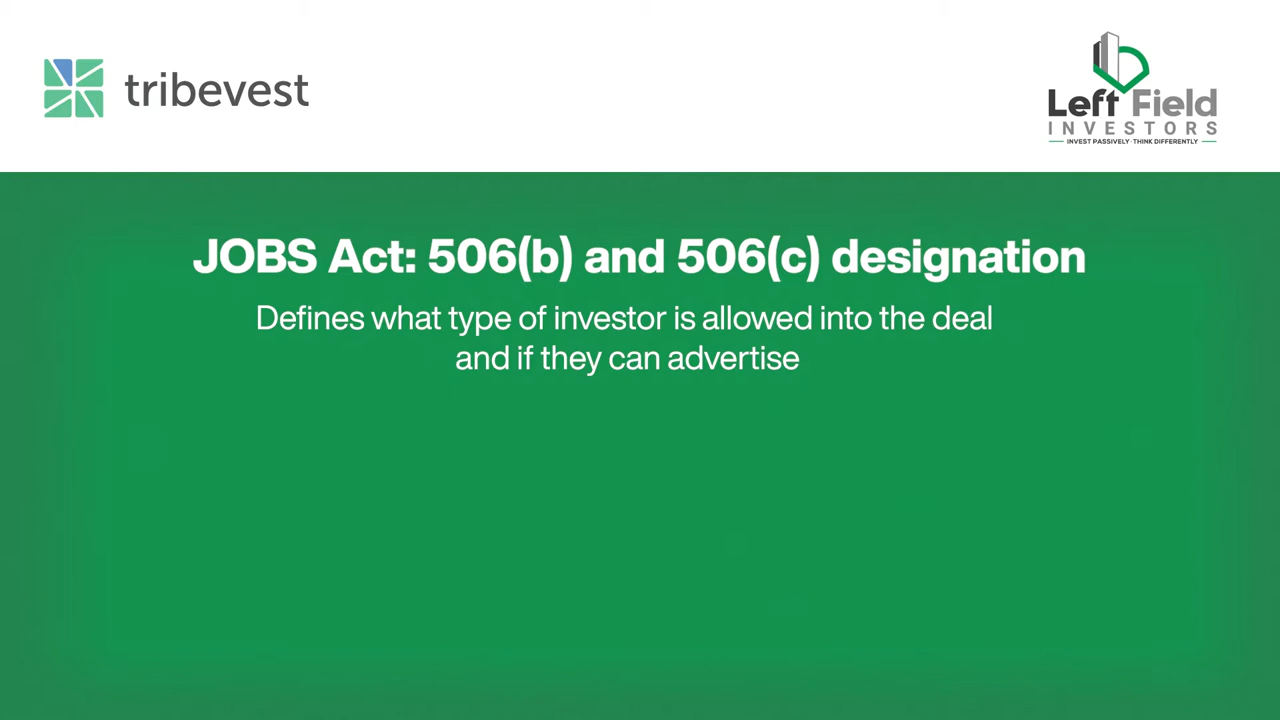 tribevest
Left Field
INVESTORS
INVEST PASSIVELY · THINK DIFFERENTLY
JOBS Act: 506(b) and 506(c) designation
Defines what type of investor is allowed into the deal
and if they can advertise